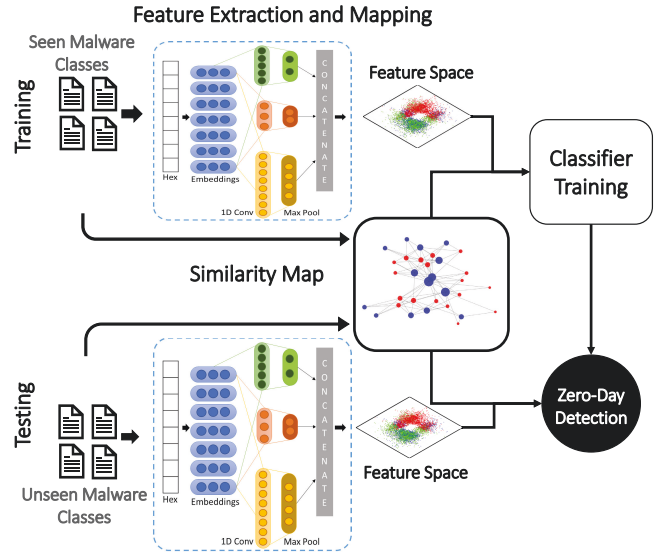 Feature Extraction and Mapping
Seen Malware
Classes
Training
Hex
Embeddings
1D Conv
Max Pool
CONCATENATE
Feature Space
Classifier
Training
Similarity Map
Testing
Unseen Malware
Classes
Hex
Embeddings
1D Conv
Max Pool
CONCATENATE
Feature Space
Zero-Day
Detection